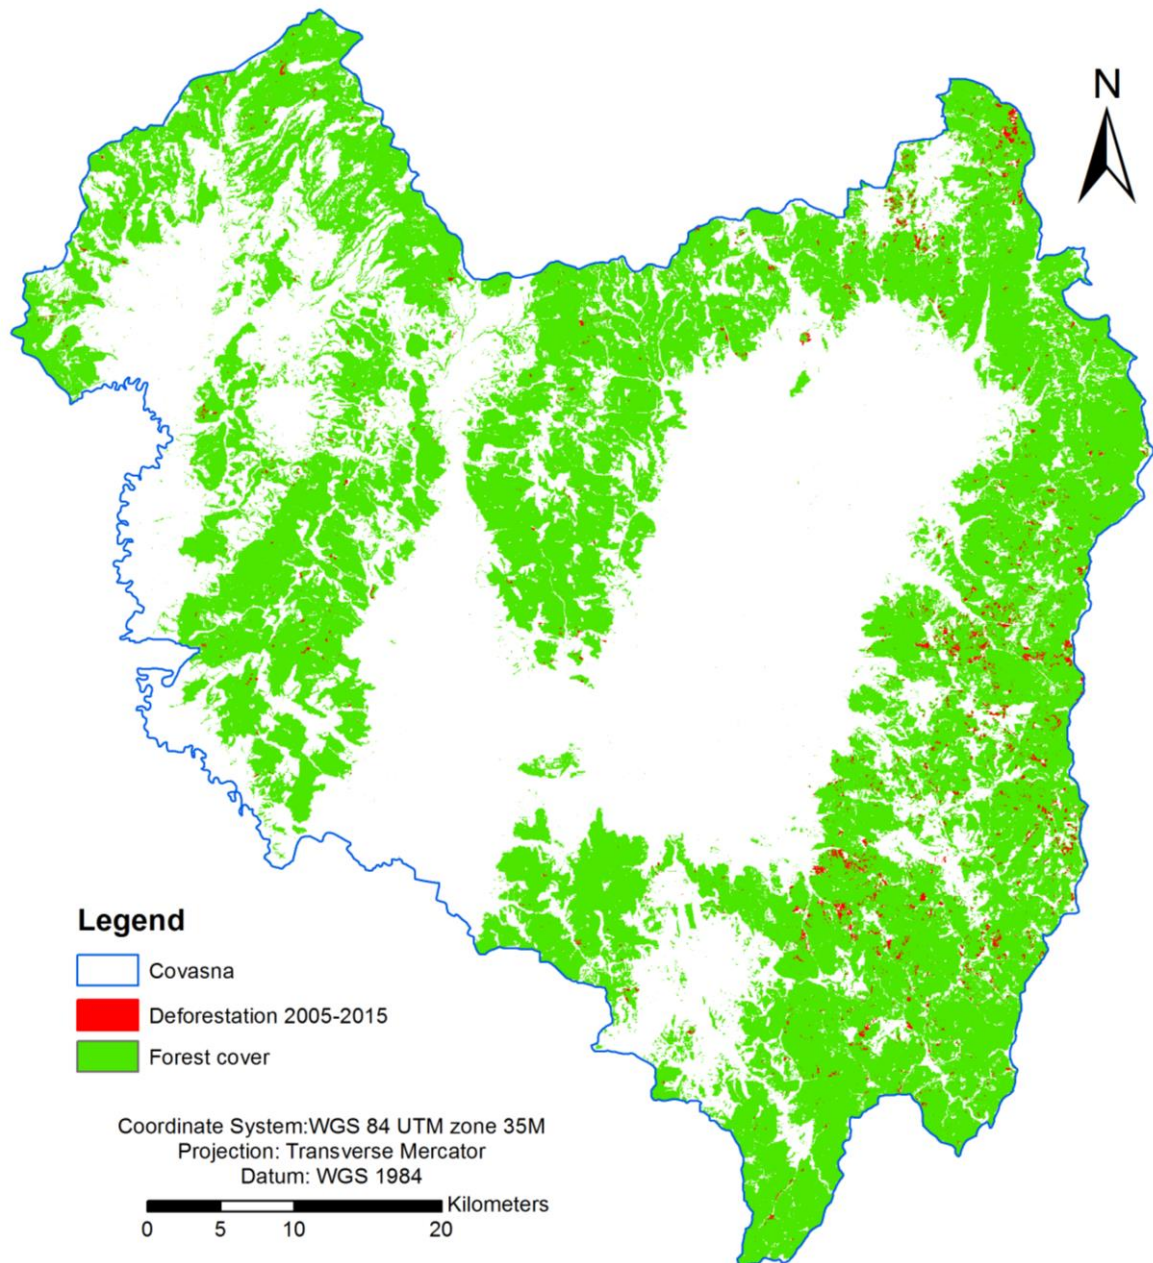 N
Legend
Covasna
Deforestation 2005-2015
Forest cover
Coordinate System:WGS 84 UTM zone 35M
Projection: Transverse Mercator
Datum: WGS 1984
Kilometers
0 5 10 20